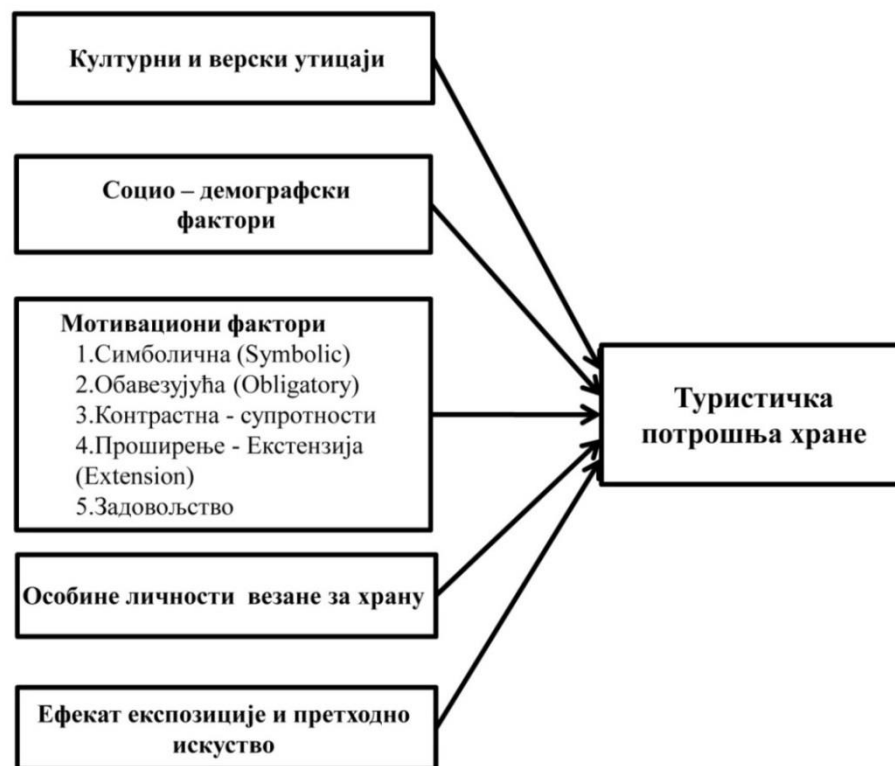 Културни и верски утицаји
Социо – демографски
фактори
Мотивациони фактори
1.Симболична (Symbolic)
2.Обавезујућа (Obligatory)
3.Контрастна - супротности
4.Проширење - Екстензија
(Extension)
5.Задовољство
Особине личности везане за храну
Ефекат експозиције и претходно
искуство
Туристичка
потрошња хране